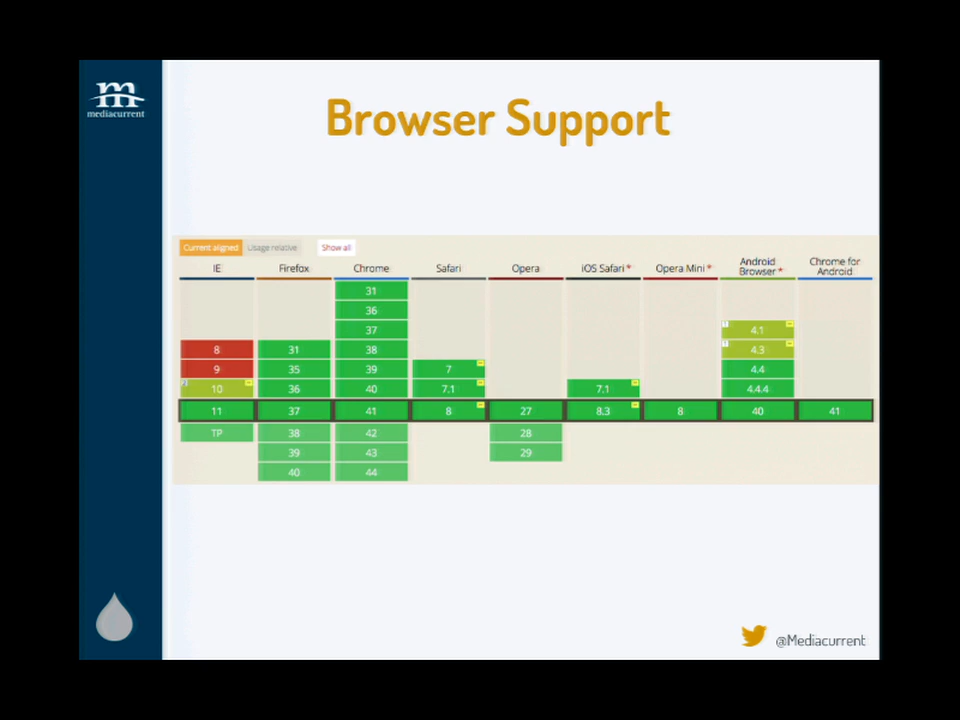 m
mediacurrent
Browser Support
Current aligned Usage relative Show all
IE Firefox Chrome Safari Opera iOS Safari* Opera Mini* Android Browser* Chrome for Android
31
36
37 4.1
8 31 38 4.3
9 35 39 7 4.4
10 36 40 7.1 7.1 4.4.4
11 37 41 8 27 8.3 8 40 41
TP 38 42 28
39 43 29
40 44
@Mediacurrent